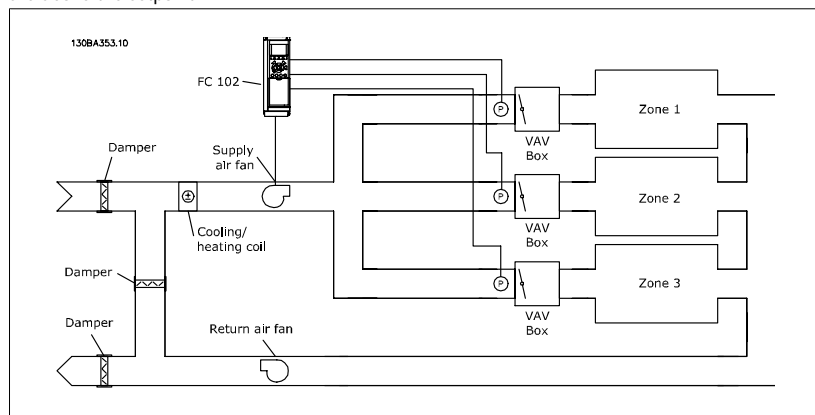 130BA353.10
FC 102
P
VAV
Box
Zone 1
Damper
Supply
air fan
P
VAV
Box
Zone 2
Cooling/
heating coil
Damper
P
VAV
Box
Zone 3
Damper
Return air fan